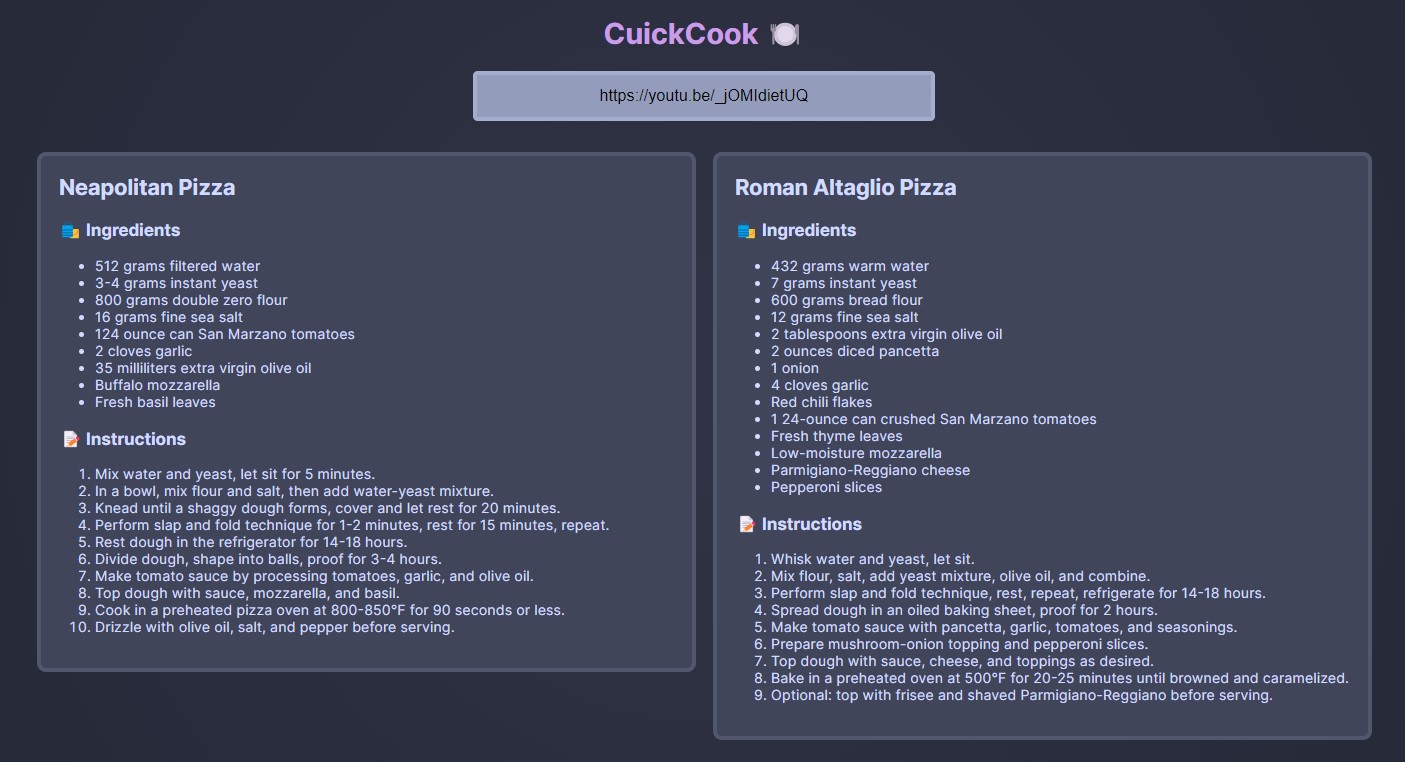 CuickCook
https://youtu.be/_jOMIdietUQ
Neapolitan Pizza
Ingredients
• 512 grams filtered water
• 3-4 grams instant yeast
• 800 grams double zero flour
• 16 grams fine sea salt
• 124 ounce can San Marzano tomatoes
• 2 cloves garlic
• 35 milliliters extra virgin olive oil
• Buffalo mozzarella
• Fresh basil leaves
Instructions
1. Mix water and yeast, let sit for 5 minutes.
2. In a bowl, mix flour and salt, then add water-yeast mixture.
3. Knead until a shaggy dough forms, cover and let rest for 20 minutes.
4. Perform slap and fold technique for 1-2 minutes, rest for 15 minutes, repeat.
5. Rest dough in the refrigerator for 14-18 hours.
6. Divide dough, shape into balls, proof for 3-4 hours.
7. Make tomato sauce by processing tomatoes, garlic, and olive oil.
8. Top dough with sauce, mozzarella, and basil.
9. Cook in a preheated pizza oven at 800-850°F for 90 seconds or less.
10. Drizzle with olive oil, salt, and pepper before serving.
Roman Altaglio Pizza
Ingredients
• 432 grams warm water
• 7 grams instant yeast
• 600 grams bread flour
• 12 grams fine sea salt
• 2 tablespoons extra virgin olive oil
• 2 ounces diced pancetta
• 1 onion
• 4 cloves garlic
• Red chili flakes
• 1 24-ounce can crushed San Marzano tomatoes
• Fresh thyme leaves
• Low-moisture mozzarella
• Parmigiano-Reggiano cheese
• Pepperoni slices
Instructions
1. Whisk water and yeast, let sit.
2. Mix flour, salt, add yeast mixture, olive oil, and combine.
3. Perform slap and fold technique, rest, repeat, refrigerate for 14-18 hours.
4. Spread dough in an oiled baking sheet, proof for 2 hours.
5. Make tomato sauce with pancetta, garlic, tomatoes, and seasonings.
6. Prepare mushroom-onion topping and pepperoni slices.
7. Top dough with sauce, cheese, and toppings as desired.
8. Bake in a preheated oven at 500°F for 20-25 minutes until browned and caramelized.
9. Optional: top with frisee and shaved Parmigiano-Reggiano before serving.